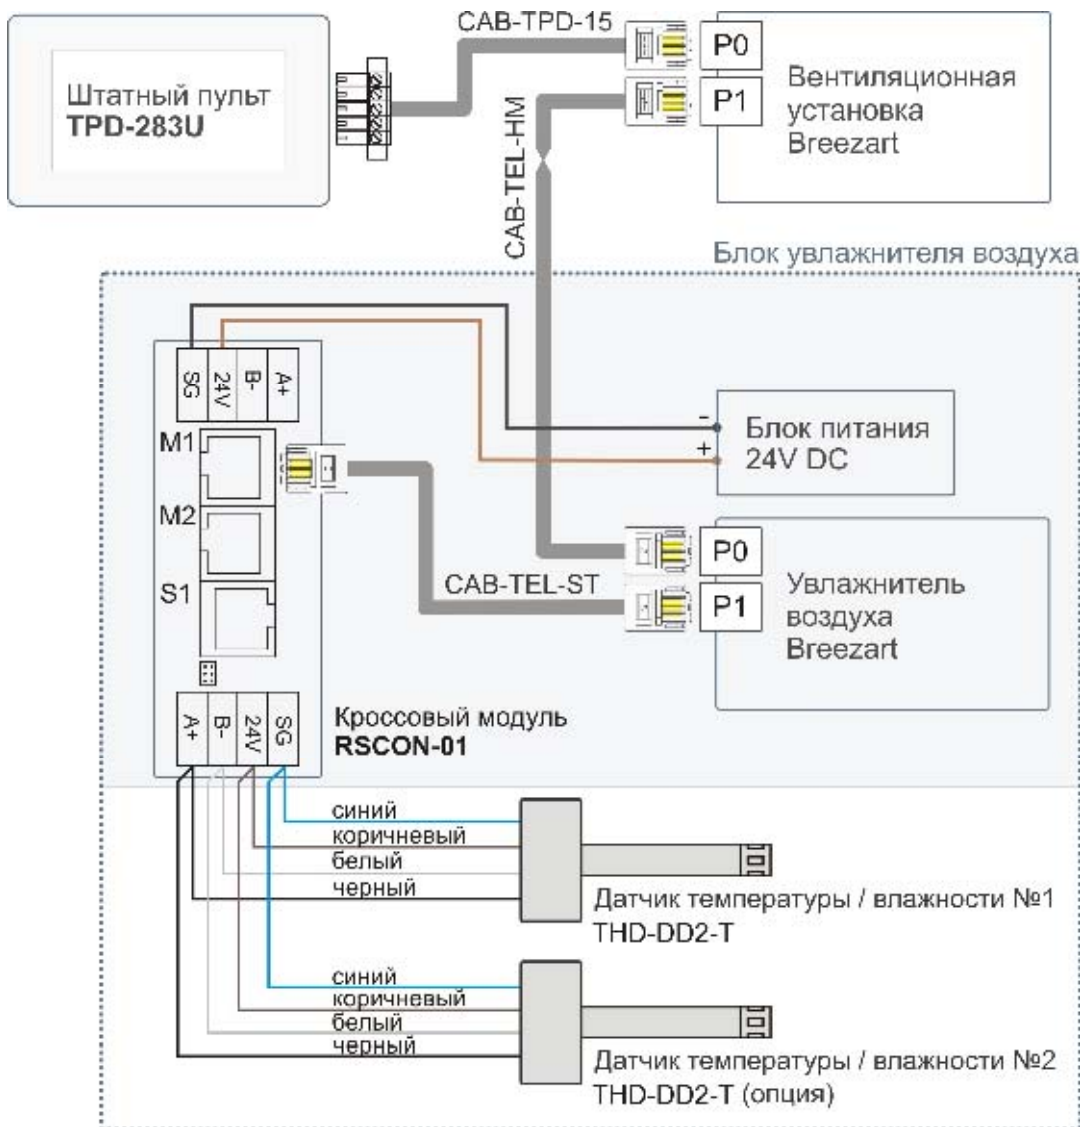 CAB-TPD-15
Штатный пульт
TPD-283U
P0
P1
Вентиляционная
установка
Breezart
CAB-TEL-HM
Блок увлажнителя воздуха
SG
24V
B-
A+
M1
M2
S1
-
+
Блок питания
24V DC
CAB-TEL-ST
P0
P1
Увлажнитель
воздуха
Breezart
A+
B-
24V
SG
Кроссовый модуль
RSCON-01
синий
коричневый
белый
черный
Датчик температуры / влажности №1
THD-DD2-T
синий
коричневый
белый
черный
Датчик температуры / влажности №2
THD-DD2-T (опция)